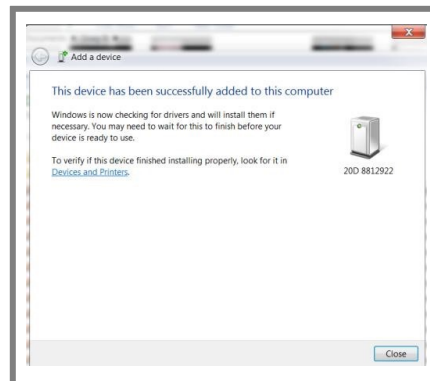 Add a device
This device has been successfully added to this computer
Windows is now checking for drivers and will install them if
necessary. You may need to wait for this to finish before your
device is ready to use.
To verify if this device finished installing properly, look for it in
Devices and Printers.
20D 8812922
Close